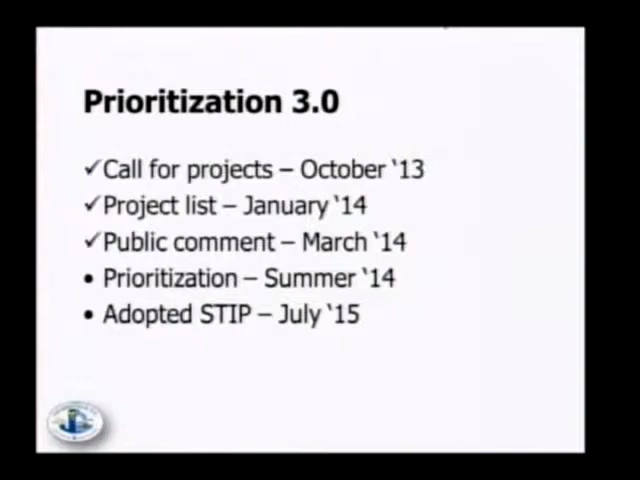 Prioritization 3.0
✓Call for projects – October ‘13
✓Project list – January ‘14
✓Public comment – March ‘14
• Prioritization – Summer ‘14
• Adopted STIP – July ‘15